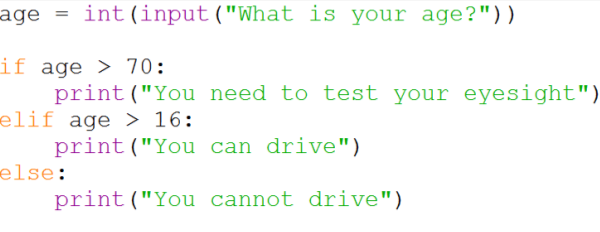 age = int(input("What is your age?"))
if age > 70:
    print("You need to test your eyesight")
elif age > 16:
    print("You can drive")
else:
    print("You cannot drive")